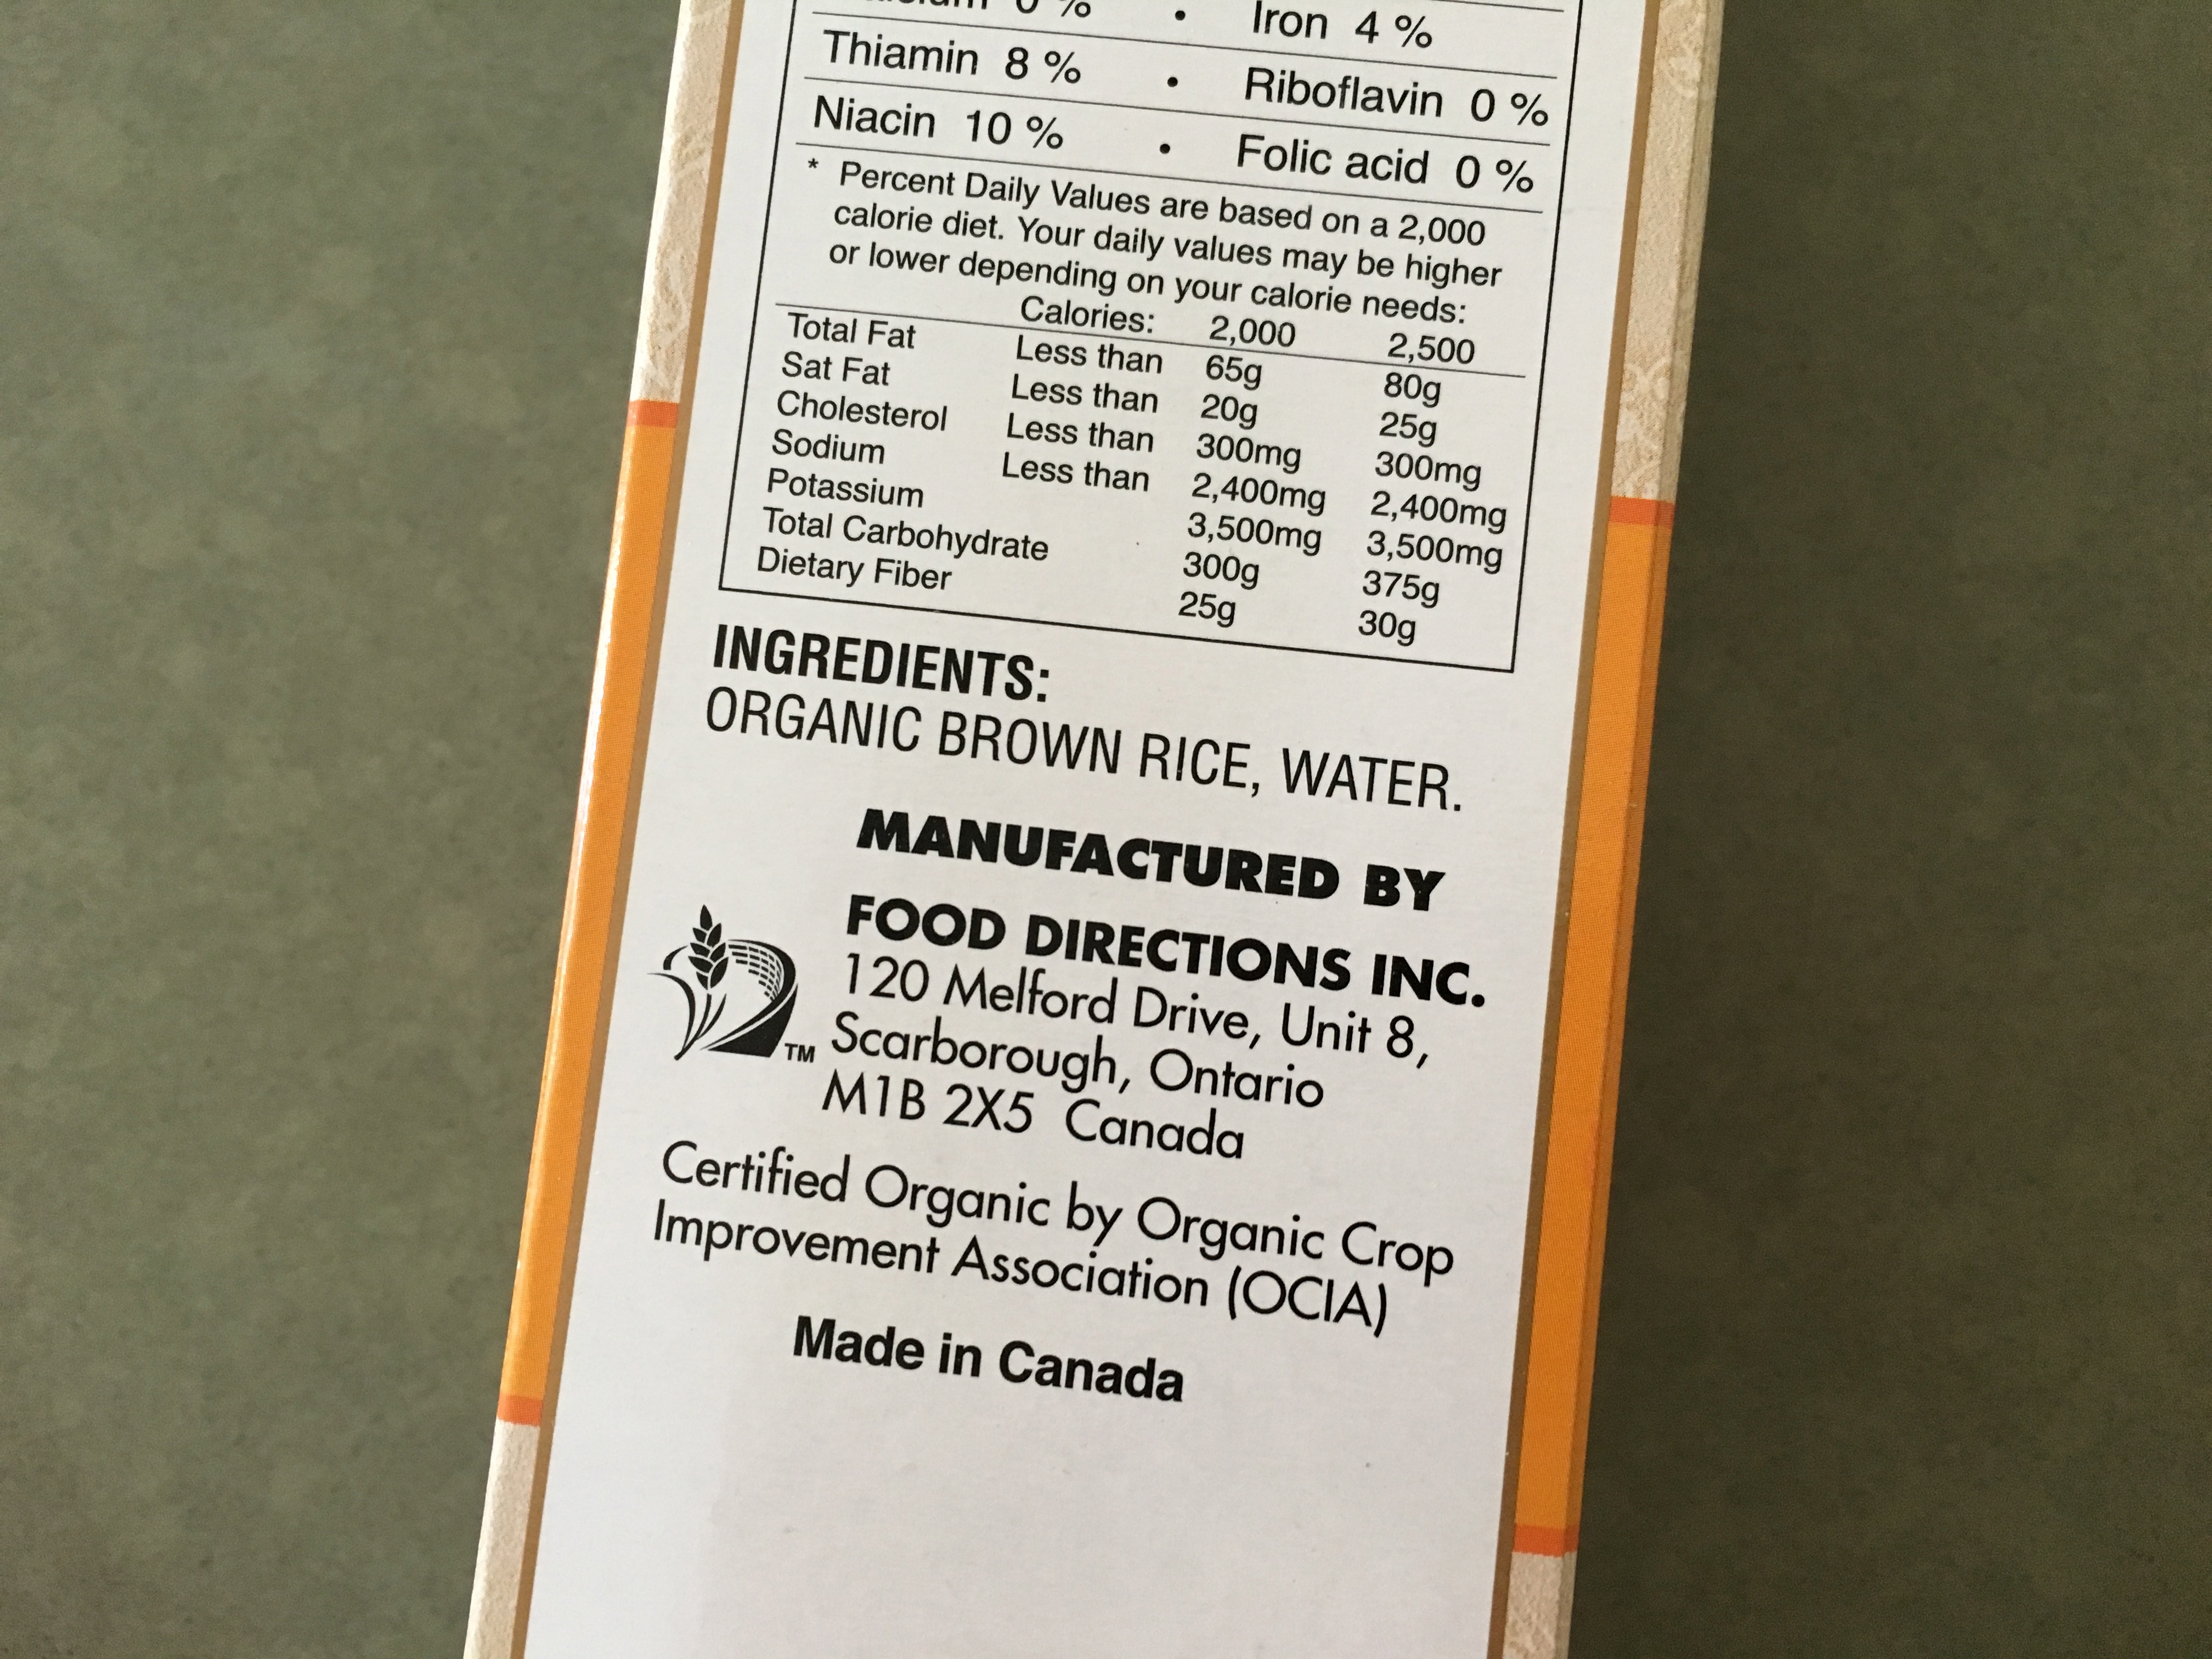 0 % • Iron 4 %
Thiamin 8 % • Riboflavin 0 %
Niacin 10 % • Folic acid 0 %
* Percent Daily Values are based on a 2,000
calorie diet. Your daily values may be higher
or lower depending on your calorie needs:
Calories: 2,000 2,500
Total Fat Less than 65g 80g
Sat Fat Less than 20g 25g
Cholesterol Less than 300mg 300mg
Sodium Less than 2,400mg 2,400mg
Potassium 3,500mg 3,500mg
Total Carbohydrate 300g 375g
Dietary Fiber 25g 30g
INGREDIENTS:
ORGANIC BROWN RICE, WATER.
MANUFACTURED BY
FOOD DIRECTIONS INC.
120 Melford Drive, Unit 8,
TM Scarborough, Ontario
M1B 2X5 Canada
Certified Organic by Organic Crop
Improvement Association (OCIA)
Made in Canada